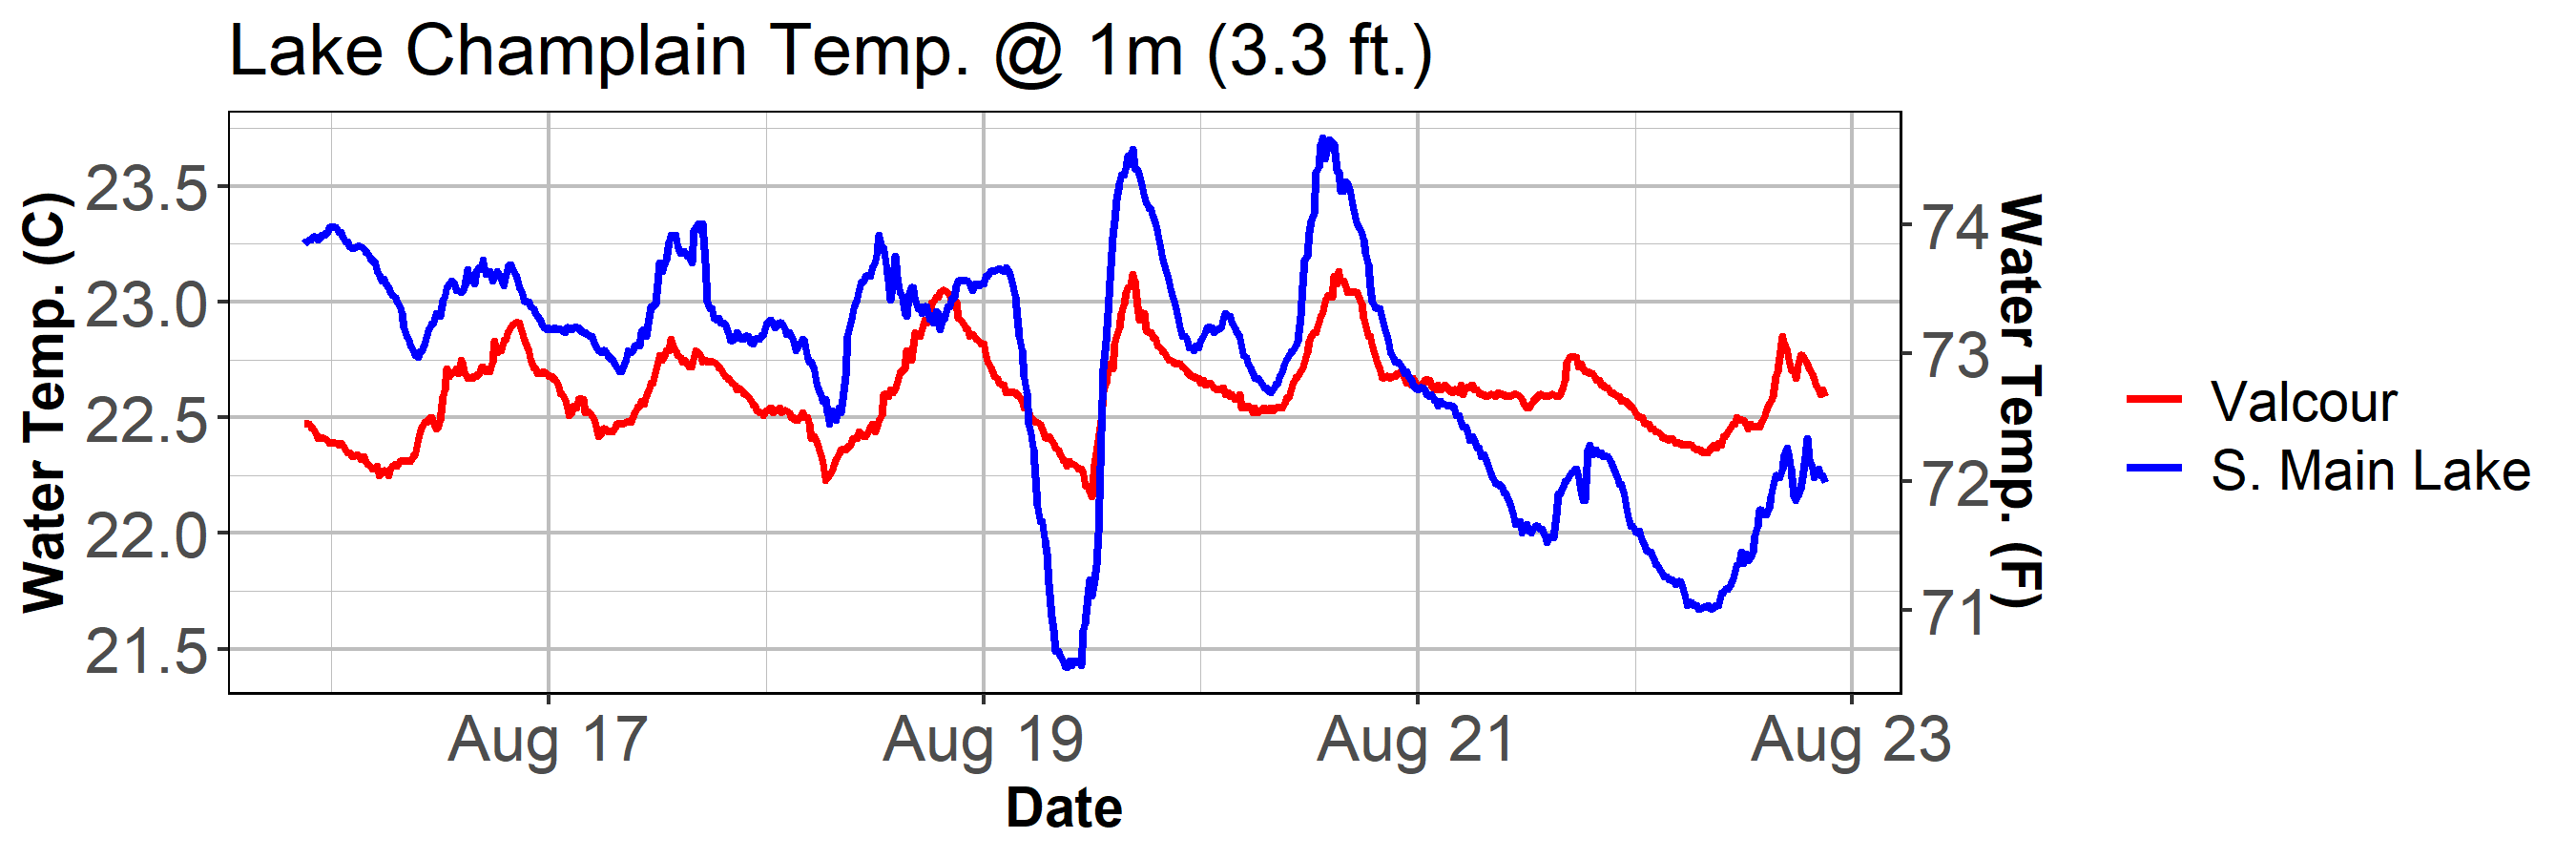 Lake Champlain Temp. @ 1m (3.3 ft.)
Water Temp. (C)
23.5
23.0
22.5
22.0
21.5
74
73
72
71
Water Temp. (F)
Aug 17
Aug 19
Aug 21
Aug 23
Date
Valcour
S. Main Lake